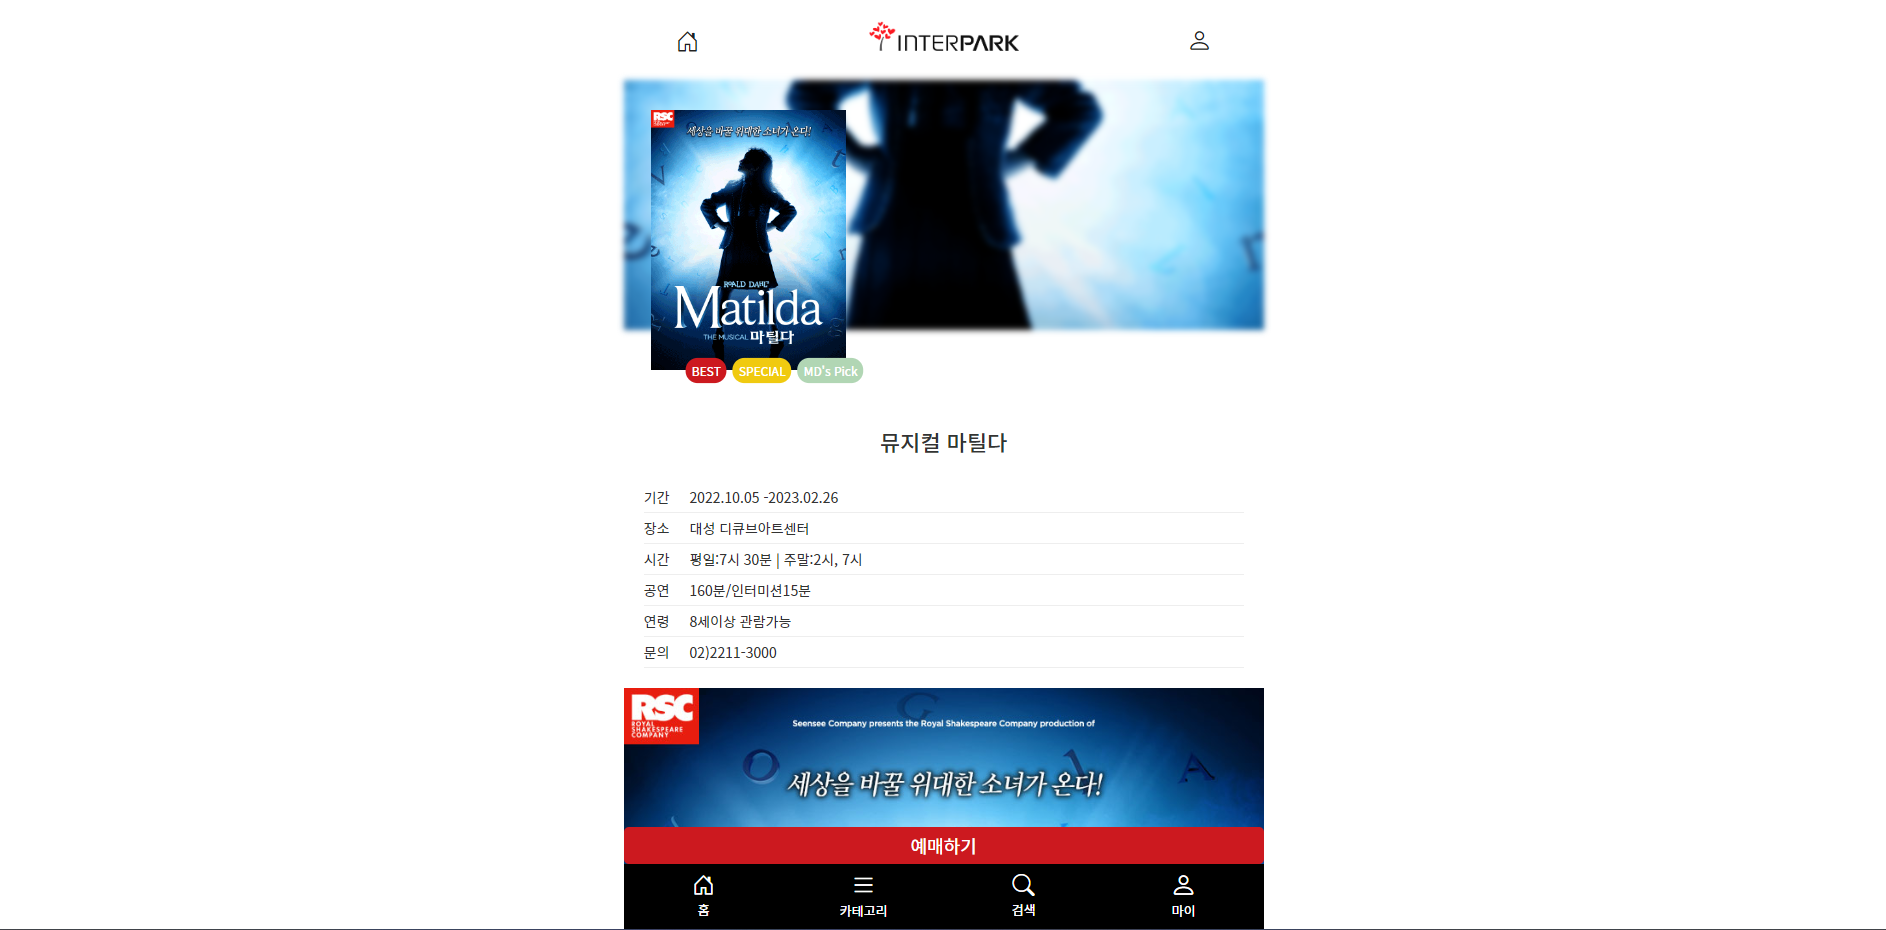 INTERPARK
RSC
세상을 바꿀 위대한 소녀가 온다!
ROALD DAHL'S
Matilda
THE MUSICAL 마틸다
BEST SPECIAL MD's Pick
뮤지컬 마틸다
기간 2022.10.05 -2023.02.26
장소 대성 디큐브아트센터
시간 평일:7시 30분 | 주말:2시, 7시
공연 160분/인터미션15분
연령 8세이상 관람가능
문의 02)2211-3000
RSC
ROYAL
SHAKESPEARE
COMPANY
Seensee Company presents the Royal Shakespeare Company production of
세상을 바꿀 위대한 소녀가 온다!
예매하기
홈 카테고리 검색 마이